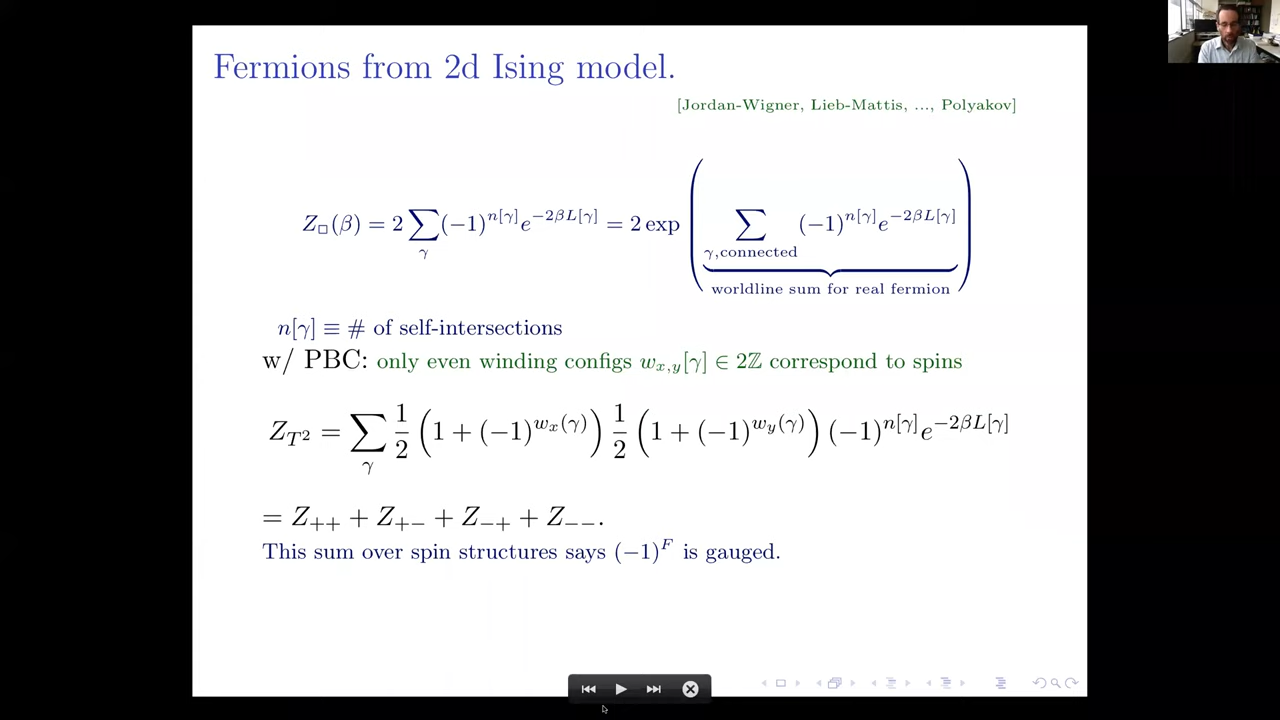 Fermions from 2d Ising model.
[Jordan-Wigner, Lieb-Mattis, ..., Polyakov]
Z_□(β) = 2 ∑_γ (−1)^{n[γ]} e^{−2βL[γ]} = 2 exp ( ∑_{γ,connected} (−1)^{n[γ]} e^{−2βL[γ]} )
worldline sum for real fermion
n[γ] ≡ # of self-intersections
w/ PBC: only even winding configs w_{x,y}[γ] ∈ 2ℤ correspond to spins
Z_{T^2} = ∑_γ 1/2 (1 + (−1)^{w_x(γ)}) 1/2 (1 + (−1)^{w_y(γ)}) (−1)^{n[γ]} e^{−2βL[γ]}
= Z_{++} + Z_{+−} + Z_{−+} + Z_{−−}.
This sum over spin structures says (−1)^F is gauged.